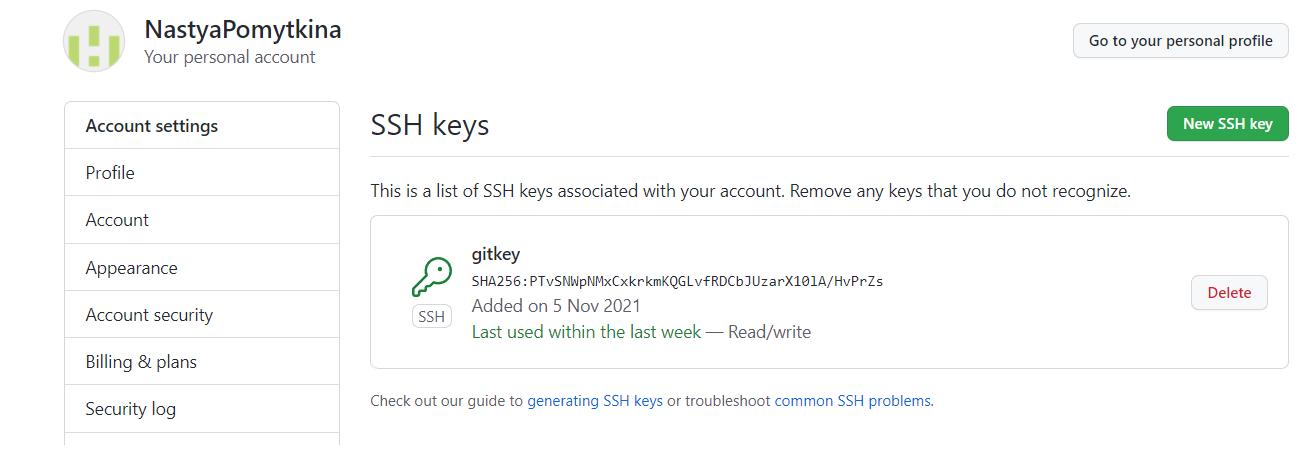 NastyaPomytkina
Your personal account
Go to your personal profile
Account settings
Profile
Account
Appearance
Account security
Billing & plans
Security log
SSH keys
New SSH key
This is a list of SSH keys associated with your account. Remove any keys that you do not recognize.
gitkey
SHA256:PTvSNWpNMxCxkrkmKQGLvfRDCbJUzarX10lA/HvPrZs
Added on 5 Nov 2021
Last used within the last week — Read/write
SSH
Delete
Check out our guide to generating SSH keys or troubleshoot common SSH problems.